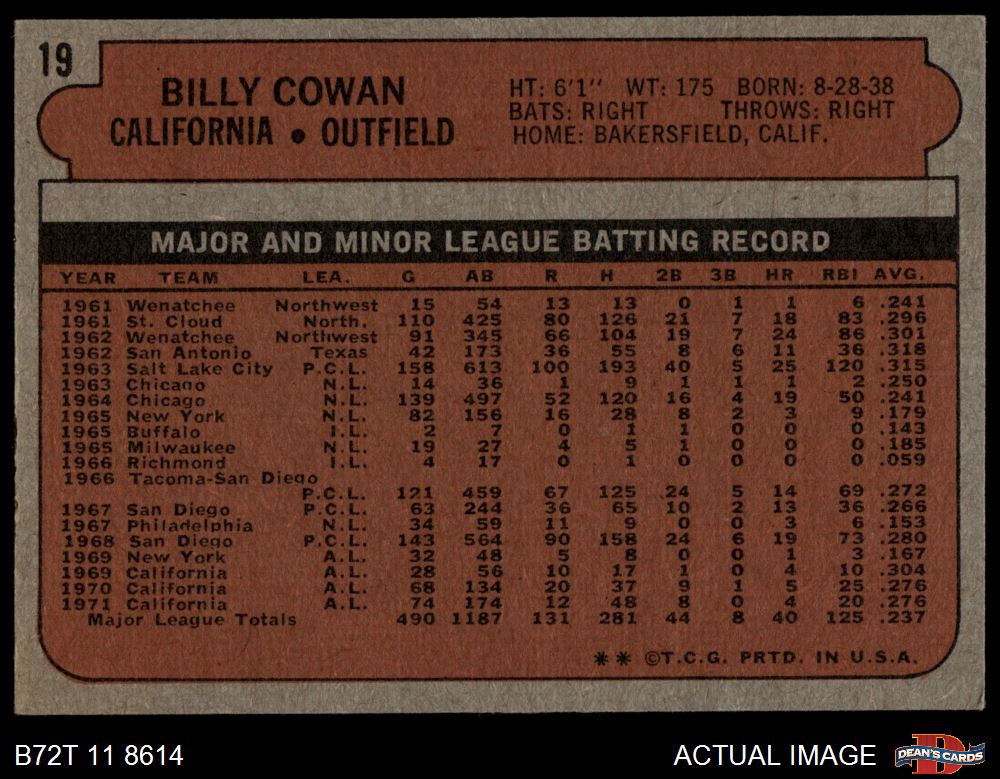 19
BILLY COWAN
CALIFORNIA • OUTFIELD
HT: 6'1'' WT: 175 BORN: 8-28-38
BATS: RIGHT THROWS: RIGHT
HOME: BAKERSFIELD, CALIF.
MAJOR AND MINOR LEAGUE BATTING RECORD
YEAR TEAM LEA. G AB R H 2B 3B HR RBI AVG.
1961 Wenatchee Northwest 15 54 13 13 0 1 1 6 .241
1961 St. Cloud North. 110 425 80 126 21 7 18 83 .296
1962 Wenatchee Northwest 91 345 66 104 19 7 24 86 .301
1962 San Antonio Texas 42 173 36 55 8 6 11 36 .318
1963 Salt Lake City P.C.L. 158 613 100 193 40 5 25 120 .315
1963 Chicago N.L. 14 36 1 9 1 1 1 2 .250
1964 Chicago N.L. 139 497 52 120 16 4 19 50 .241
1965 New York N.L. 82 156 16 28 8 2 3 9 .179
1965 Buffalo I.L. 2 7 0 1 1 0 0 0 .143
1965 Milwaukee N.L. 19 27 4 5 1 0 0 0 .185
1966 Richmond I.L. 4 17 0 1 0 0 0 0 .059
1966 Tacoma-San Diego
P.C.L. 121 459 67 125 24 5 14 69 .272
1967 San Diego P.C.L. 63 244 36 65 10 2 13 36 .266
1967 Philadelphia N.L. 34 59 11 9 0 0 3 6 .153
1968 San Diego P.C.L. 143 564 90 158 24 6 19 73 .280
1969 New York A.L. 32 48 5 8 0 0 1 3 .167
1969 California A.L. 28 56 10 17 1 0 4 10 .304
1970 California A.L. 68 134 20 37 9 1 5 25 .276
1971 California A.L. 74 174 12 48 8 0 4 20 .276
Major League Totals 490 1187 131 281 44 8 40 125 .237
** ©T.C.G. PRTD. IN U.S.A.
B72T 11 8614
ACTUAL IMAGE
DEAN'S CARDS